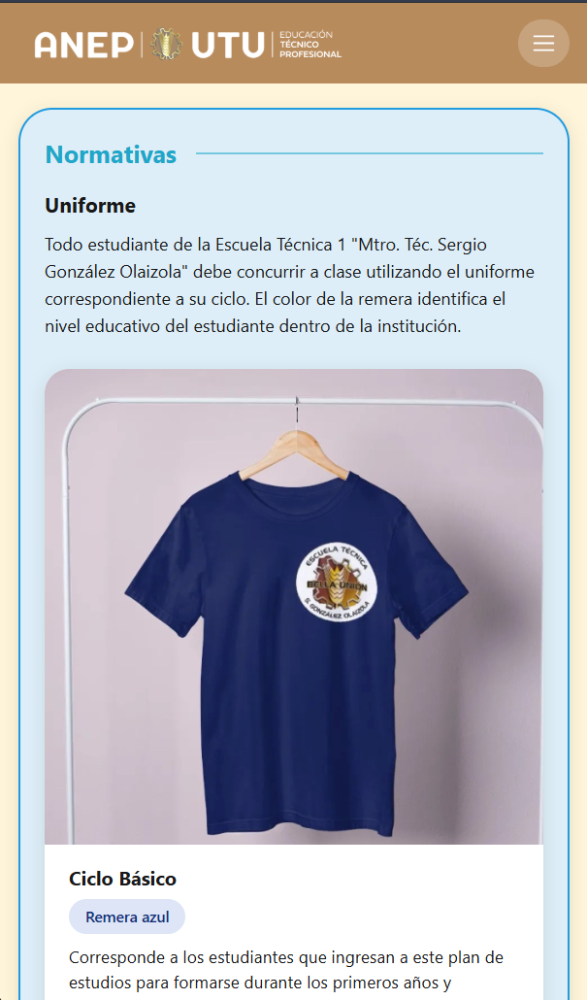 ANEP UTU EDUCACIÓN
TÉCNICO
PROFESIONAL
Normativas
Uniforme
Todo estudiante de la Escuela Técnica 1 "Mtro. Téc. Sergio
González Olaizola" debe concurrir a clase utilizando el uniforme
correspondiente a su ciclo. El color de la remera identifica el
nivel educativo del estudiante dentro de la institución.
ESCUELA TÉCNICA
BELLA UNION
S. GONZÁLEZ OLAIZOLA
Ciclo Básico
Remera azul
Corresponde a los estudiantes que ingresan a este plan de
estudios para formarse durante los primeros años y